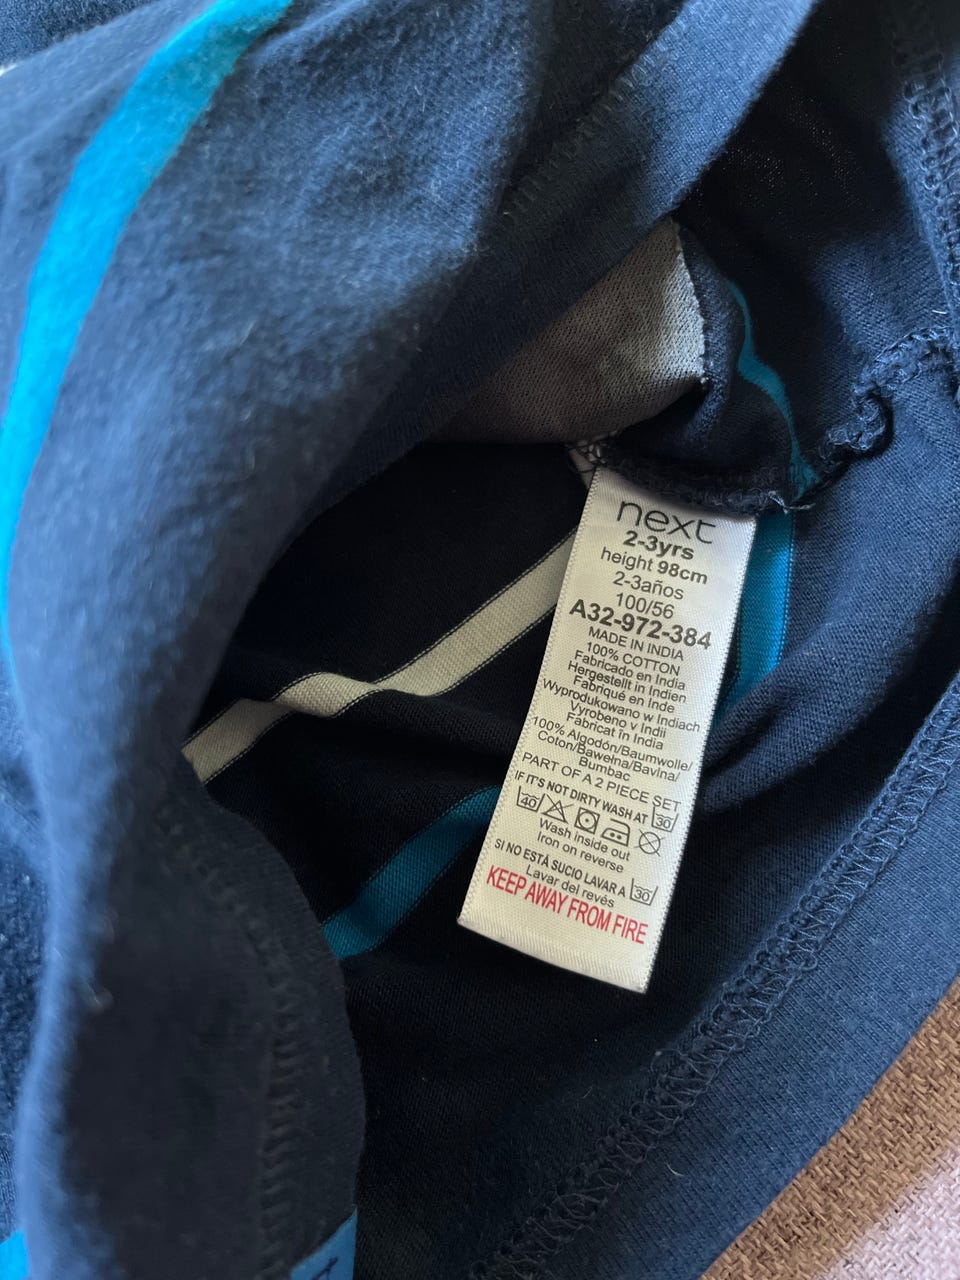 next
2-3yrs
height 98cm
2-3años
100/56
A32-972-384
MADE IN INDIA
100% COTTON
Fabricado en India
Hergestellt in Indien
Fabriqué en Inde
Wyprodukowano w Indiach
Vyrobeno v Indii
Fabricat în India
100% Algodón/Baumwolle/
Coton/Bawełna/Bavlna/
Bumbac
PART OF A 2 PIECE SET
IF IT'S NOT DIRTY WASH AT 30
40
Wash inside out
Iron on reverse
SI NO ESTÁ SUCIO LAVAR A 30
Lavar del revés
KEEP AWAY FROM FIRE